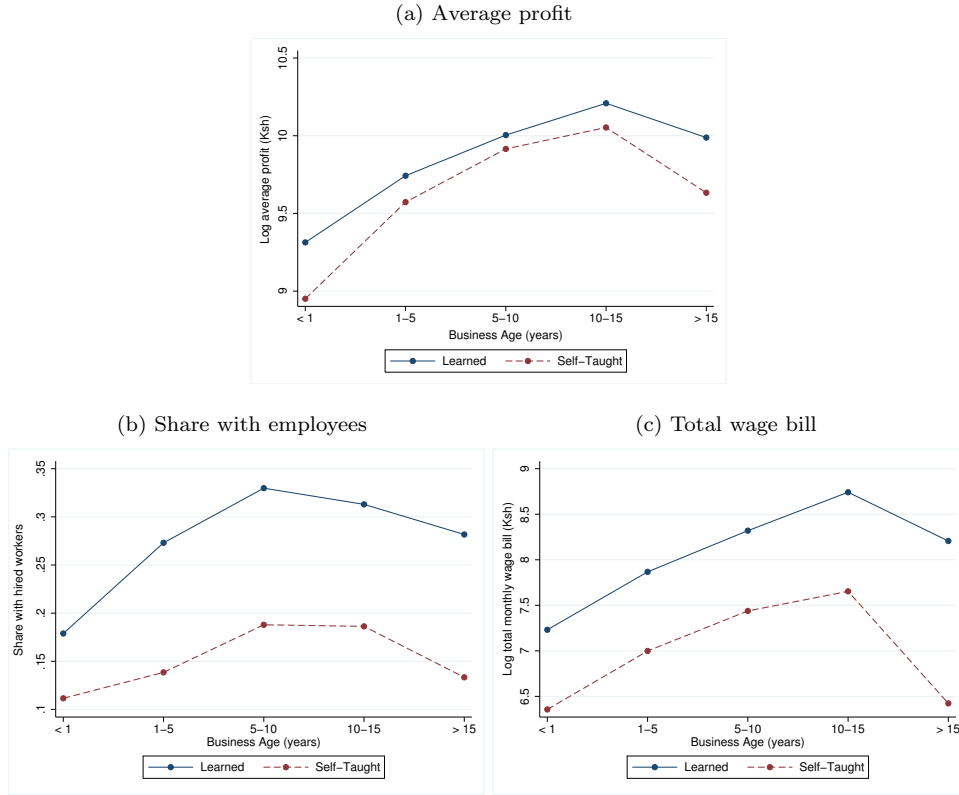 (a) Average profit
10.5
10
9.5
9
Log average profit (Ksh)
< 1
1–5
5–10
10–15
> 15
Business Age (years)
Learned
Self–Taught
(b) Share with employees
.35
.3
.25
.2
.15
.1
Share with hired workers
< 1
1–5
5–10
10–15
> 15
Business Age (years)
Learned
Self–Taught
(c) Total wage bill
9
8.5
8
7.5
7
6.5
Log total monthly wage bill (Ksh)
< 1
1–5
5–10
10–15
> 15
Business Age (years)
Learned
Self–Taught